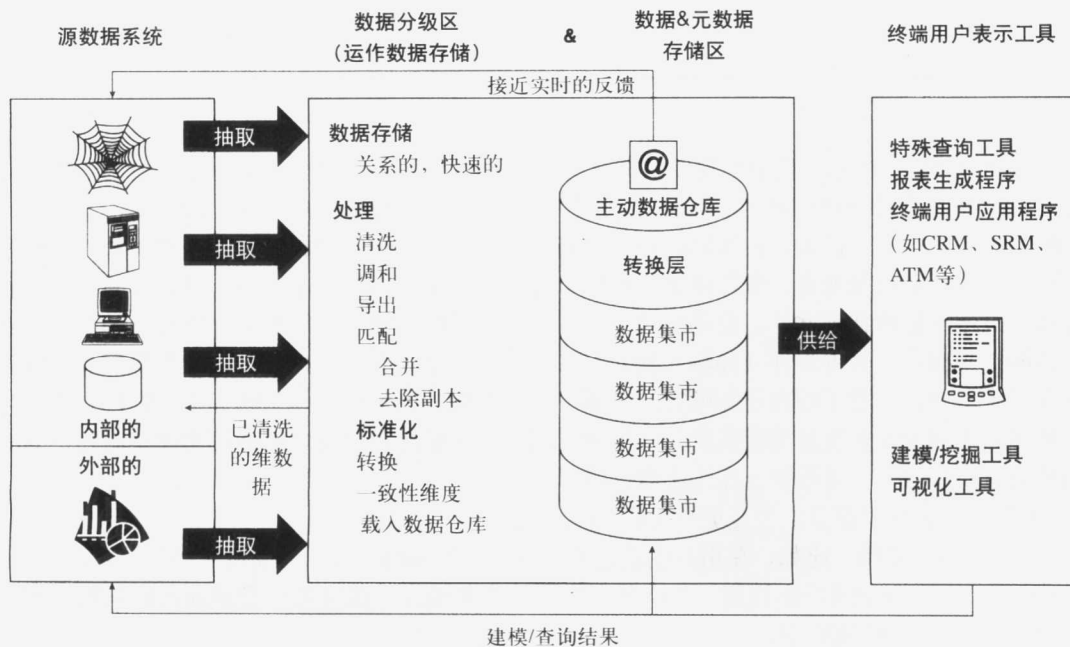 源数据系统
数据分级区
（运作数据存储）
&
数据&元数据
存储区
终端用户表示工具
接近实时的反馈
抽取
抽取
抽取
抽取
内部的
外部的
已清洗
的维数
据
数据存储
关系的，快速的
处理
清洗
调和
导出
匹配
合并
去除副本
标准化
转换
一致性维度
载入数据仓库
@
主动数据仓库
转换层
数据集市
数据集市
数据集市
数据集市
供给
特殊查询工具
报表生成程序
终端用户应用程序
（如CRM、SRM、
ATM等）
建模/挖掘工具
可视化工具
建模/查询结果